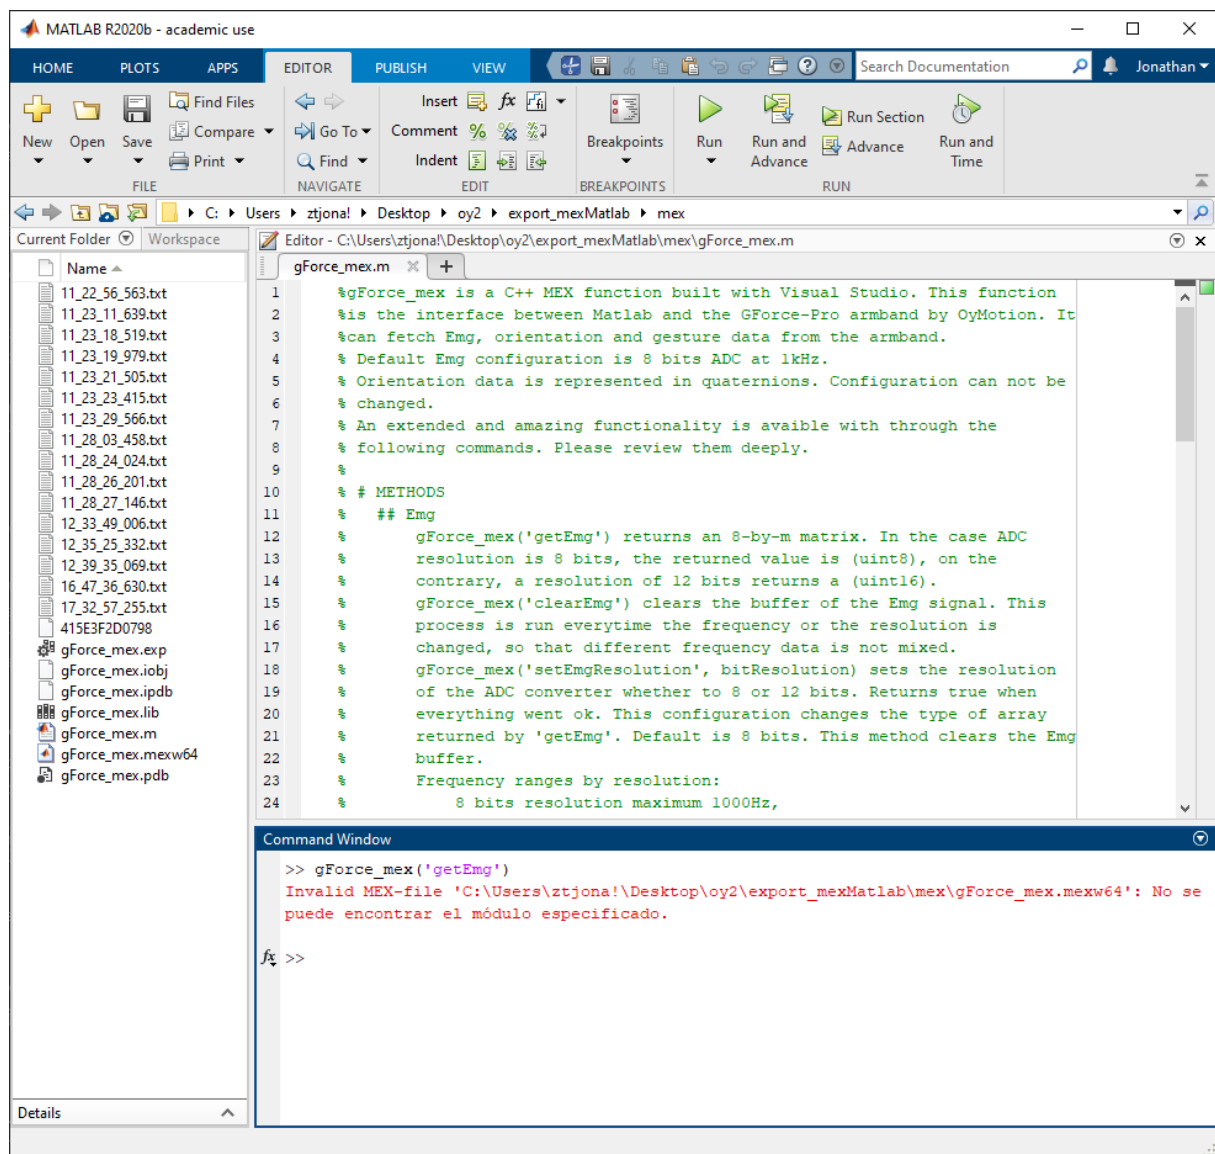 MATLAB R2020b - academic use
HOME PLOTS APPS EDITOR PUBLISH VIEW Search Documentation Jonathan
New Open Save Find Files Compare Print
FILE
Go To Find
NAVIGATE
Insert fx Comment Indent
EDIT
Breakpoints
BREAKPOINTS
Run Run and Advance Run Section Advance Run and Time
RUN
C: Users ztjona! Desktop oy2 export_mexMatlab mex
Current Folder Workspace
Name
11_22_56_563.txt
11_23_11_639.txt
11_23_18_519.txt
11_23_19_979.txt
11_23_21_505.txt
11_23_23_415.txt
11_23_29_566.txt
11_28_03_458.txt
11_28_24_024.txt
11_28_26_201.txt
11_28_27_146.txt
12_33_49_006.txt
12_35_25_332.txt
12_39_35_069.txt
16_47_36_630.txt
17_32_57_255.txt
415E3F2D0798
gForce_mex.exp
gForce_mex.iobj
gForce_mex.ipdb
gForce_mex.lib
gForce_mex.m
gForce_mex.mexw64
gForce_mex.pdb
Details
Editor - C:\Users\ztjona!\Desktop\oy2\export_mexMatlab\mex\gForce_mex.m
gForce_mex.m
1 %gForce_mex is a C++ MEX function built with Visual Studio. This function
2 %is the interface between Matlab and the GForce-Pro armband by OyMotion. It
3 %can fetch Emg, orientation and gesture data from the armband.
4 % Default Emg configuration is 8 bits ADC at 1kHz.
5 % Orientation data is represented in quaternions. Configuration can not be
6 % changed.
7 % An extended and amazing functionality is avaible with through the
8 % following commands. Please review them deeply.
9 %
10 % # METHODS
11 % ## Emg
12 % gForce_mex('getEmg') returns an 8-by-m matrix. In the case ADC
13 % resolution is 8 bits, the returned value is (uint8), on the
14 % contrary, a resolution of 12 bits returns a (uint16).
15 % gForce_mex('clearEmg') clears the buffer of the Emg signal. This
16 % process is run everytime the frequency or the resolution is
17 % changed, so that different frequency data is not mixed.
18 % gForce_mex('setEmgResolution', bitResolution) sets the resolution
19 % of the ADC converter whether to 8 or 12 bits. Returns true when
20 % everything went ok. This configuration changes the type of array
21 % returned by 'getEmg'. Default is 8 bits. This method clears the Emg
22 % buffer.
23 % Frequency ranges by resolution:
24 % 8 bits resolution maximum 1000Hz,
Command Window
>> gForce_mex('getEmg')
Invalid MEX-file 'C:\Users\ztjona!\Desktop\oy2\export_mexMatlab\mex\gForce_mex.mexw64': No se
puede encontrar el módulo especificado.
fx >>